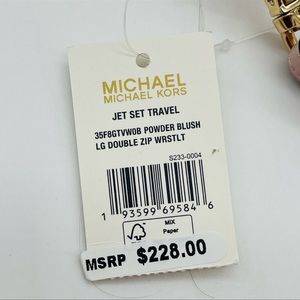 MICHAEL
MICHAEL KORS
JET SET TRAVEL
35F8GTVW0B POWDER BLUSH
LG DOUBLE ZIP WRSTLT
S233-0004
1 93599 69584 6
MIX
Paper
MSRP $228.00